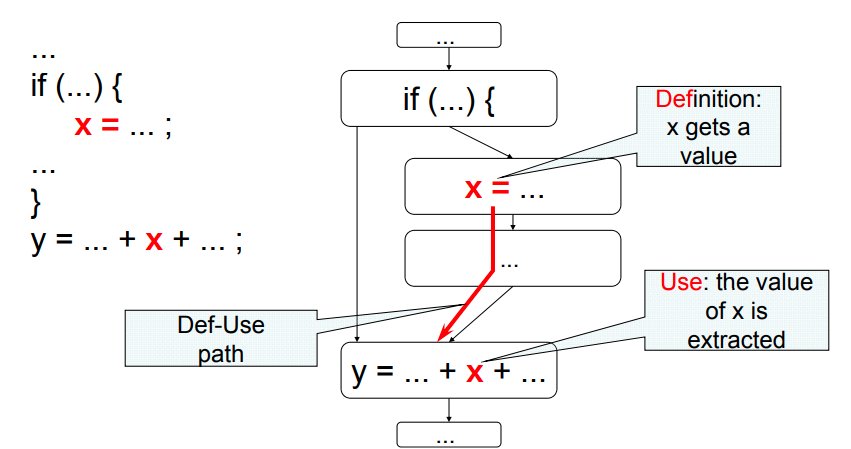 ...
if (...) {
x = ... ;
...
}
y = ... + x + ... ;
...
if (...) {
x = ...
...
y = ... + x + ...
...
Definition:
x gets a
value
Use: the value
of x is
extracted
Def-Use
path